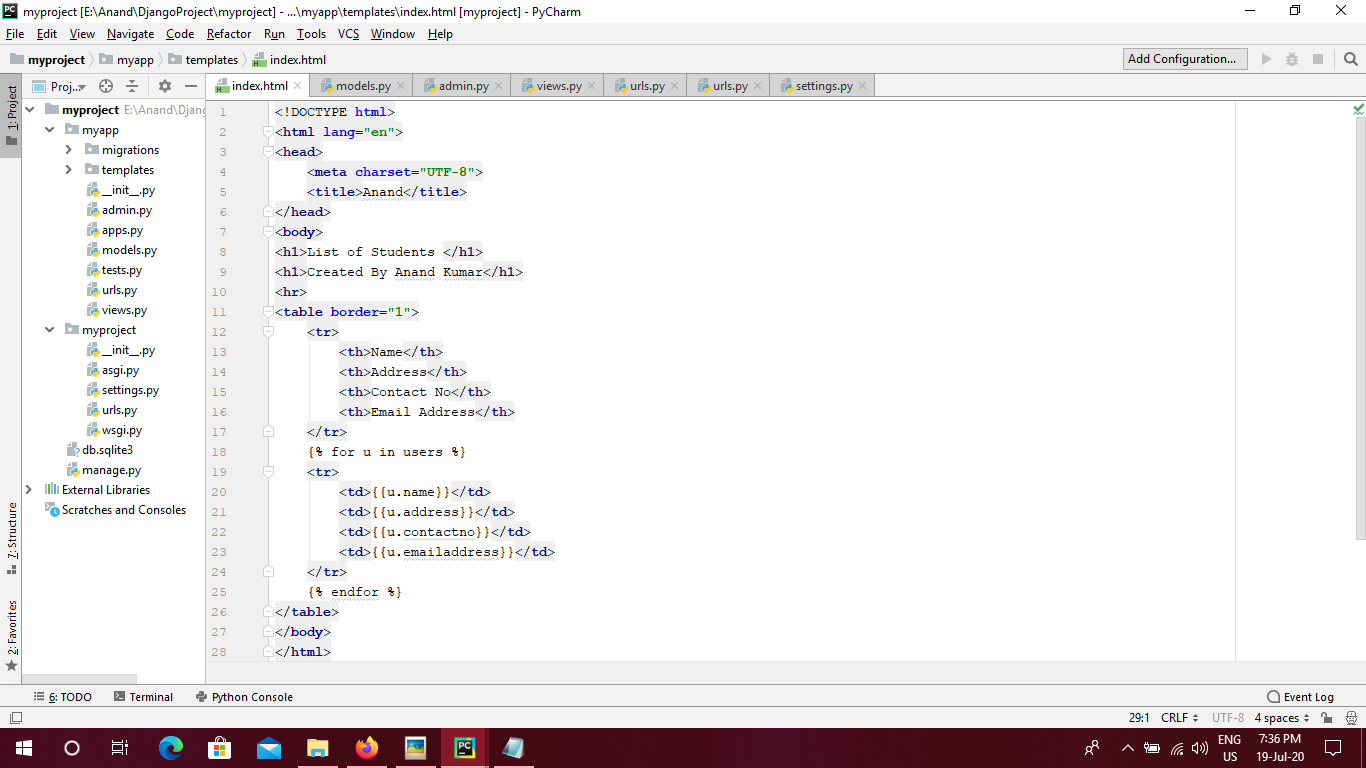 myproject [E:\Anand\DjangoProject\myproject] - ...\myapp\templates\index.html [myproject] - PyCharm
File Edit View Navigate Code Refactor Run Tools VCS Window Help
myproject myapp templates index.html Add Configuration...
1: Project
Proj...
index.html models.py admin.py views.py urls.py urls.py settings.py
myproject E:\Anand\Djang
myapp
migrations
templates
__init__.py
admin.py
apps.py
models.py
tests.py
urls.py
views.py
myproject
__init__.py
asgi.py
settings.py
urls.py
wsgi.py
db.sqlite3
manage.py
External Libraries
Scratches and Consoles
7: Structure
2: Favorites
1 <!DOCTYPE html>
2 <html lang="en">
3 <head>
4     <meta charset="UTF-8">
5     <title>Anand</title>
6 </head>
7 <body>
8 <h1>List of Students </h1>
9 <h1>Created By Anand Kumar</h1>
10 <hr>
11 <table border="1">
12     <tr>
13         <th>Name</th>
14         <th>Address</th>
15         <th>Contact No</th>
16         <th>Email Address</th>
17     </tr>
18     {% for u in users %}
19     <tr>
20         <td>{{u.name}}</td>
21         <td>{{u.address}}</td>
22         <td>{{u.contactno}}</td>
23         <td>{{u.emailaddress}}</td>
24     </tr>
25     {% endfor %}
26 </table>
27 </body>
28 </html>
6: TODO Terminal Python Console Event Log
29:1 CRLF UTF-8 4 spaces
ENG 7:36 PM
US 19-Jul-20